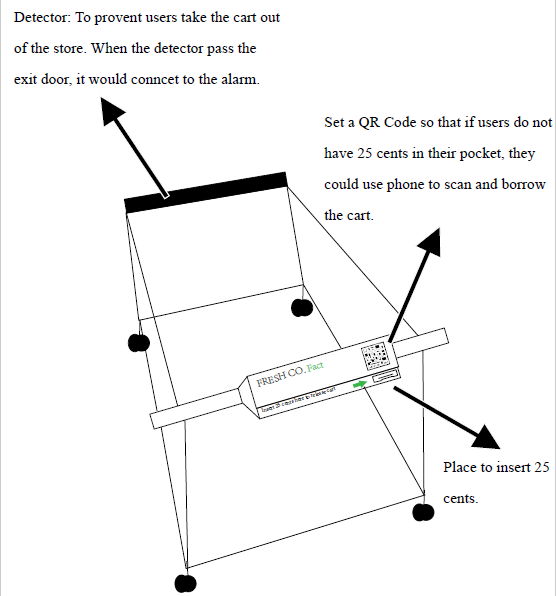 Detector: To provent users take the cart out
of the store. When the detector pass the
exit door, it would conncet to the alarm.
Set a QR Code so that if users do not
have 25 cents in their pocket, they
could use phone to scan and borrow
the cart.
FRESH CO. Fact
Insert 25 cents here to
Place to insert 25
cents.